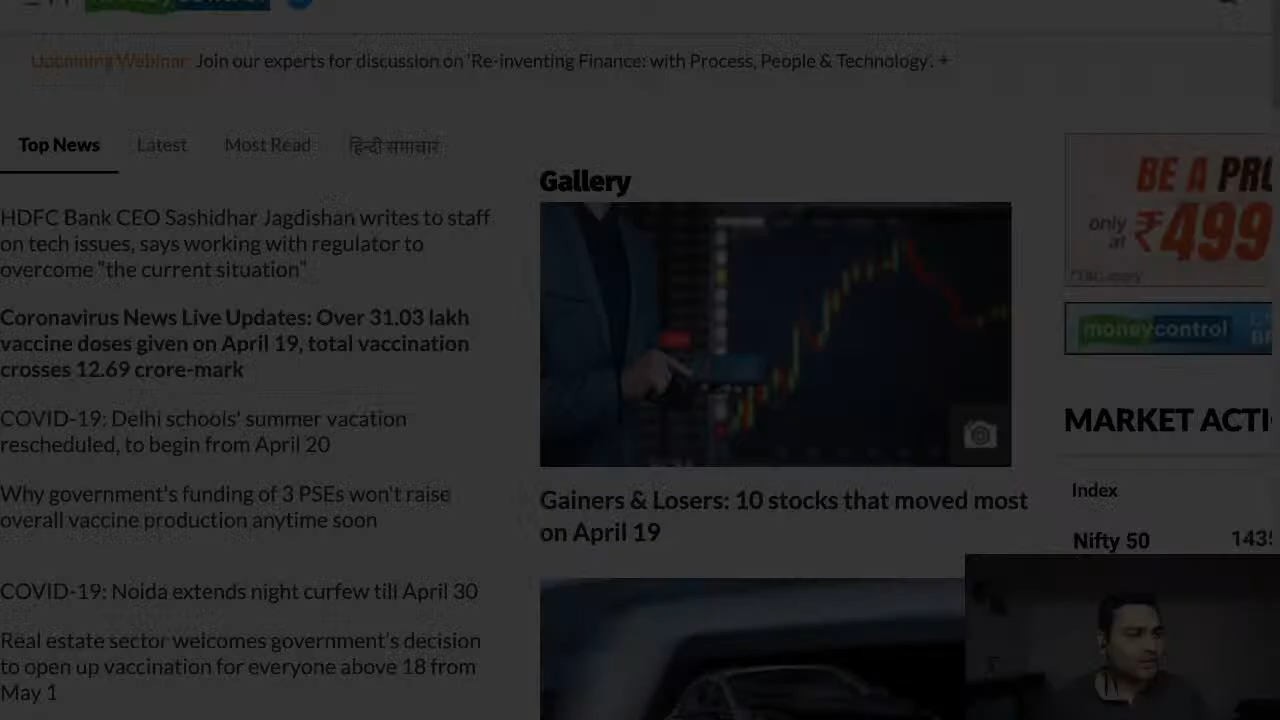 Upcoming Webinar: Join our experts for discussion on 'Re-inventing Finance: with Process, People & Technology'. +
Top News Latest Most Read हिन्दी समाचार
HDFC Bank CEO Sashidhar Jagdishan writes to staff
on tech issues, says working with regulator to
overcome "the current situation"
Coronavirus News Live Updates: Over 31.03 lakh
vaccine doses given on April 19, total vaccination
crosses 12.69 crore-mark
COVID-19: Delhi schools' summer vacation
rescheduled, to begin from April 20
Why government's funding of 3 PSEs won't raise
overall vaccine production anytime soon
COVID-19: Noida extends night curfew till April 30
Real estate sector welcomes government's decision
to open up vaccination for everyone above 18 from
May 1
Gallery
Gainers & Losers: 10 stocks that moved most
on April 19
BE A PRO
only
at ₹499
moneycontrol
MARKET ACTI
Index
Nifty 50 143